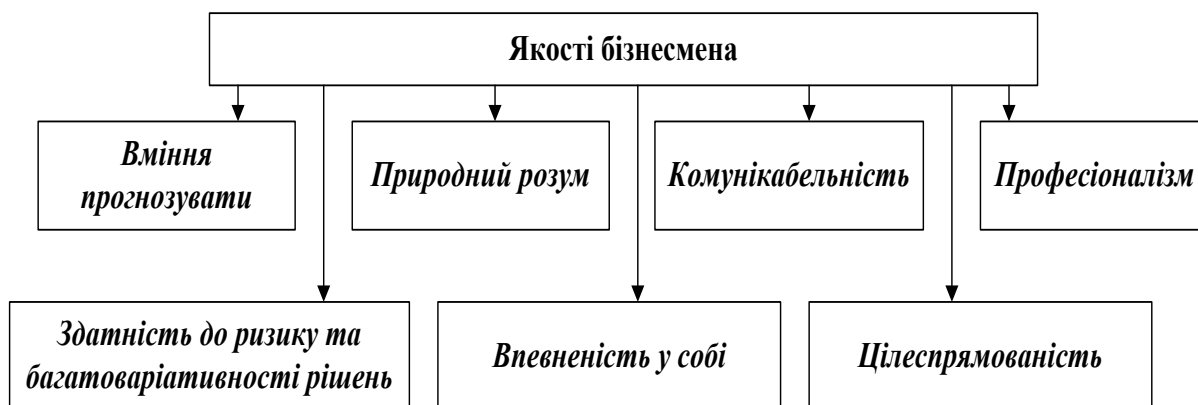 Якості бізнесмена
Вміння
прогнозувати
Природний розум
Комунікабельність
Професіоналізм
Здатність до ризику та
багатоваріативності рішень
Впевненість у собі
Цілеспрямованість